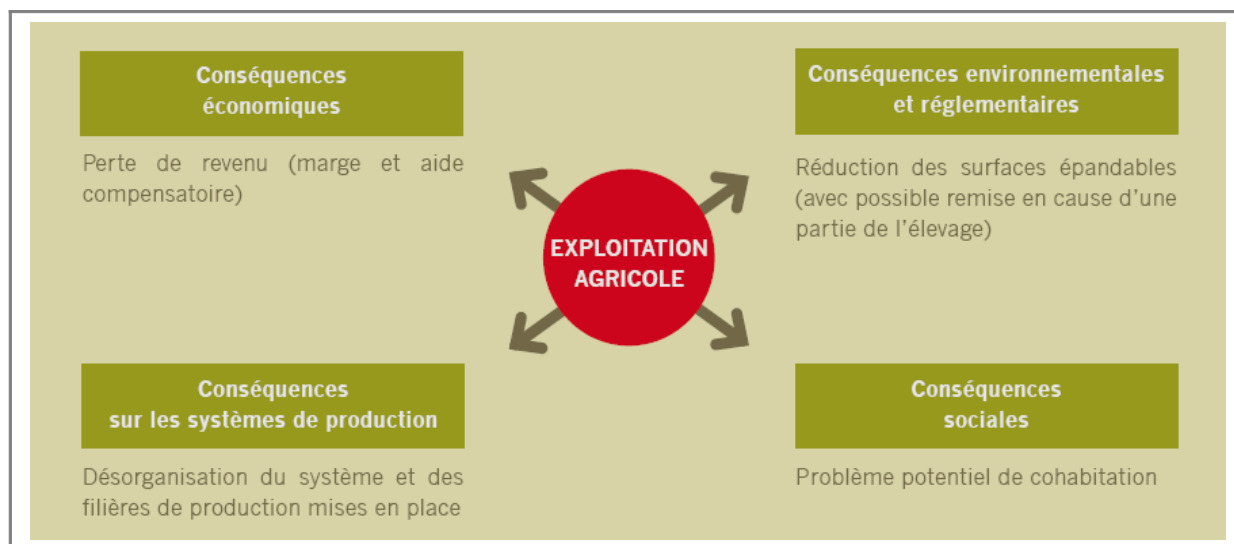 Conséquences
économiques
Perte de revenu (marge et aide
compensatoire)
Conséquences environnementales
et réglementaires
Réduction des surfaces épandables
(avec possible remise en cause d'une
partie de l'élevage)
EXPLOITATION
AGRICOLE
Conséquences
sur les systèmes de production
Désorganisation du système et des
filières de production mises en place
Conséquences
sociales
Problème potentiel de cohabitation